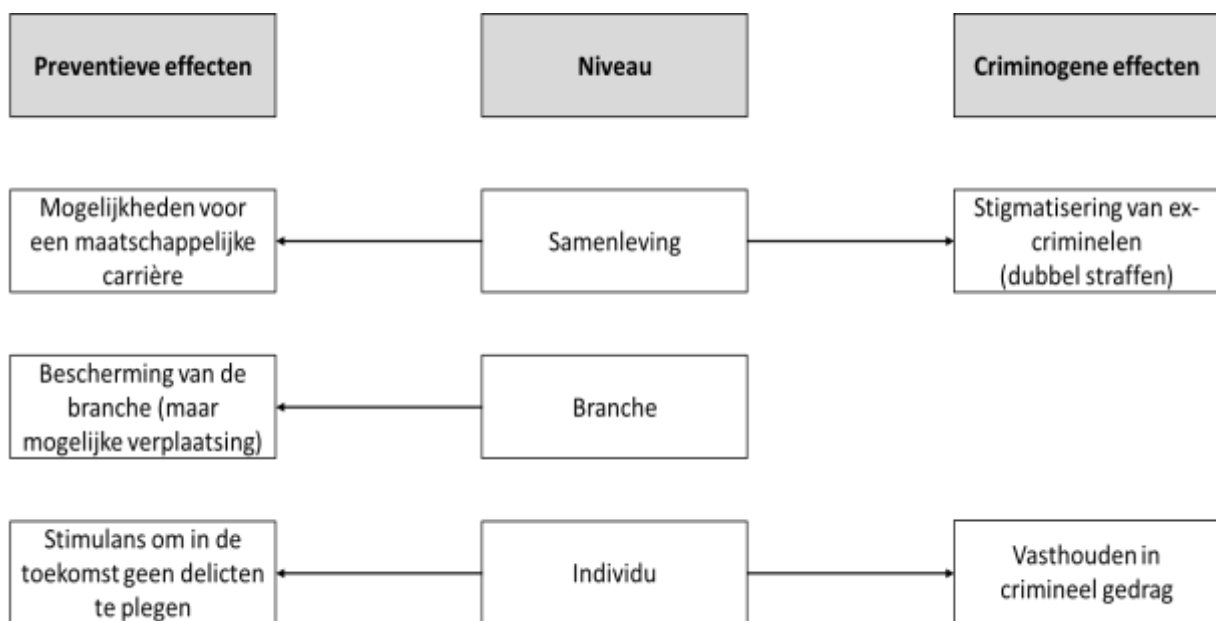 Preventieve effecten
Niveau
Criminogene effecten
Mogelijkheden voor
een maatschappelijke
carrière
Samenleving
Stigmatisering van ex-
criminelen
(dubbel straffen)
Bescherming van de
branche (maar
mogelijke verplaatsing)
Branche
Stimulans om in de
toekomst geen delicten
te plegen
Individu
Vasthouden in
crimineel gedrag